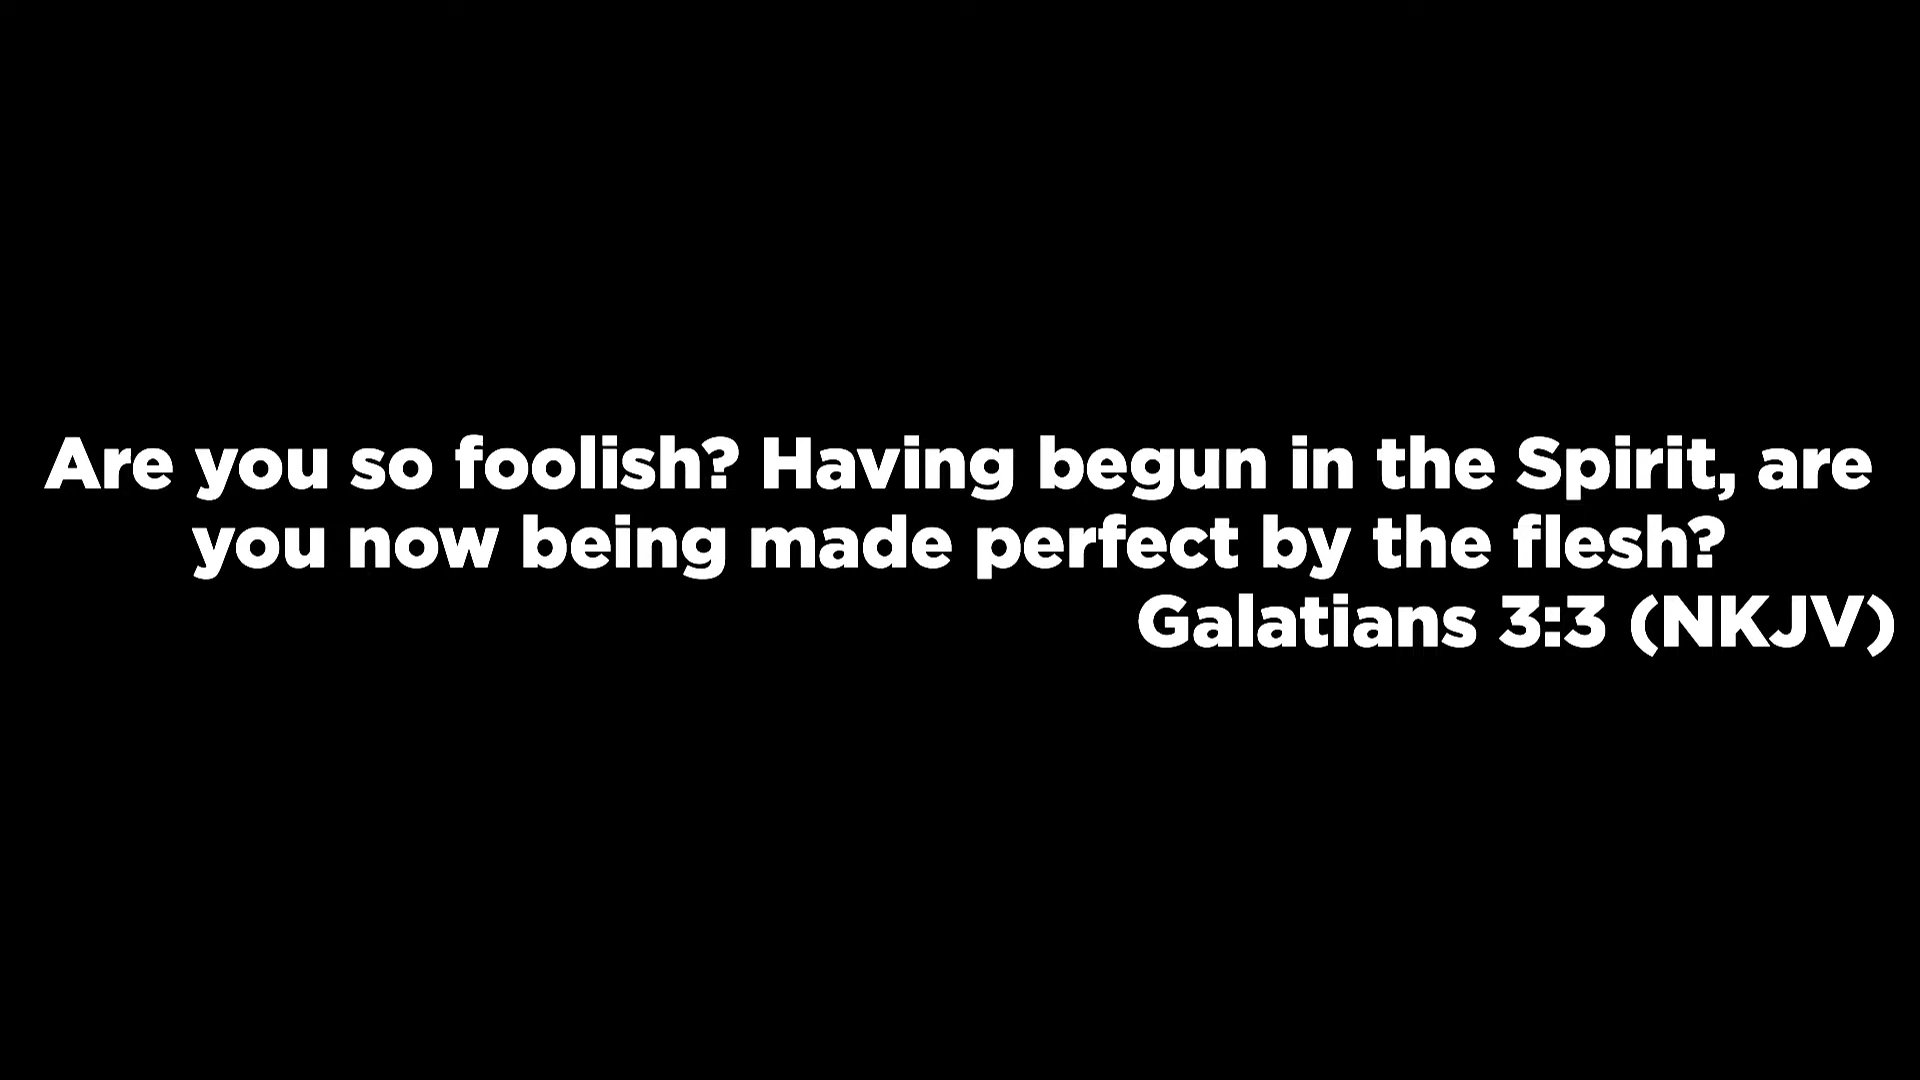 Are you so foolish? Having begun in the Spirit, are
you now being made perfect by the flesh?
Galatians 3:3 (NKJV)